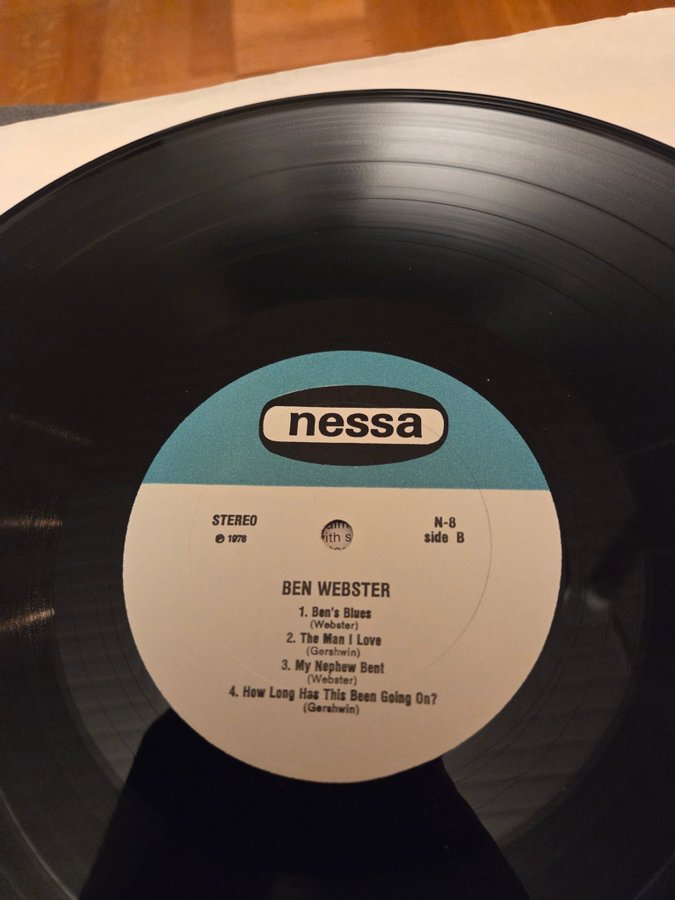 nessa
STEREO
℗ 1978
ith s
N-8
side B
BEN WEBSTER
1. Ben's Blues
(Webster)
2. The Man I Love
(Gershwin)
3. My Nephew Bent
(Webster)
4. How Long Has This Been Going On?
(Gershwin)